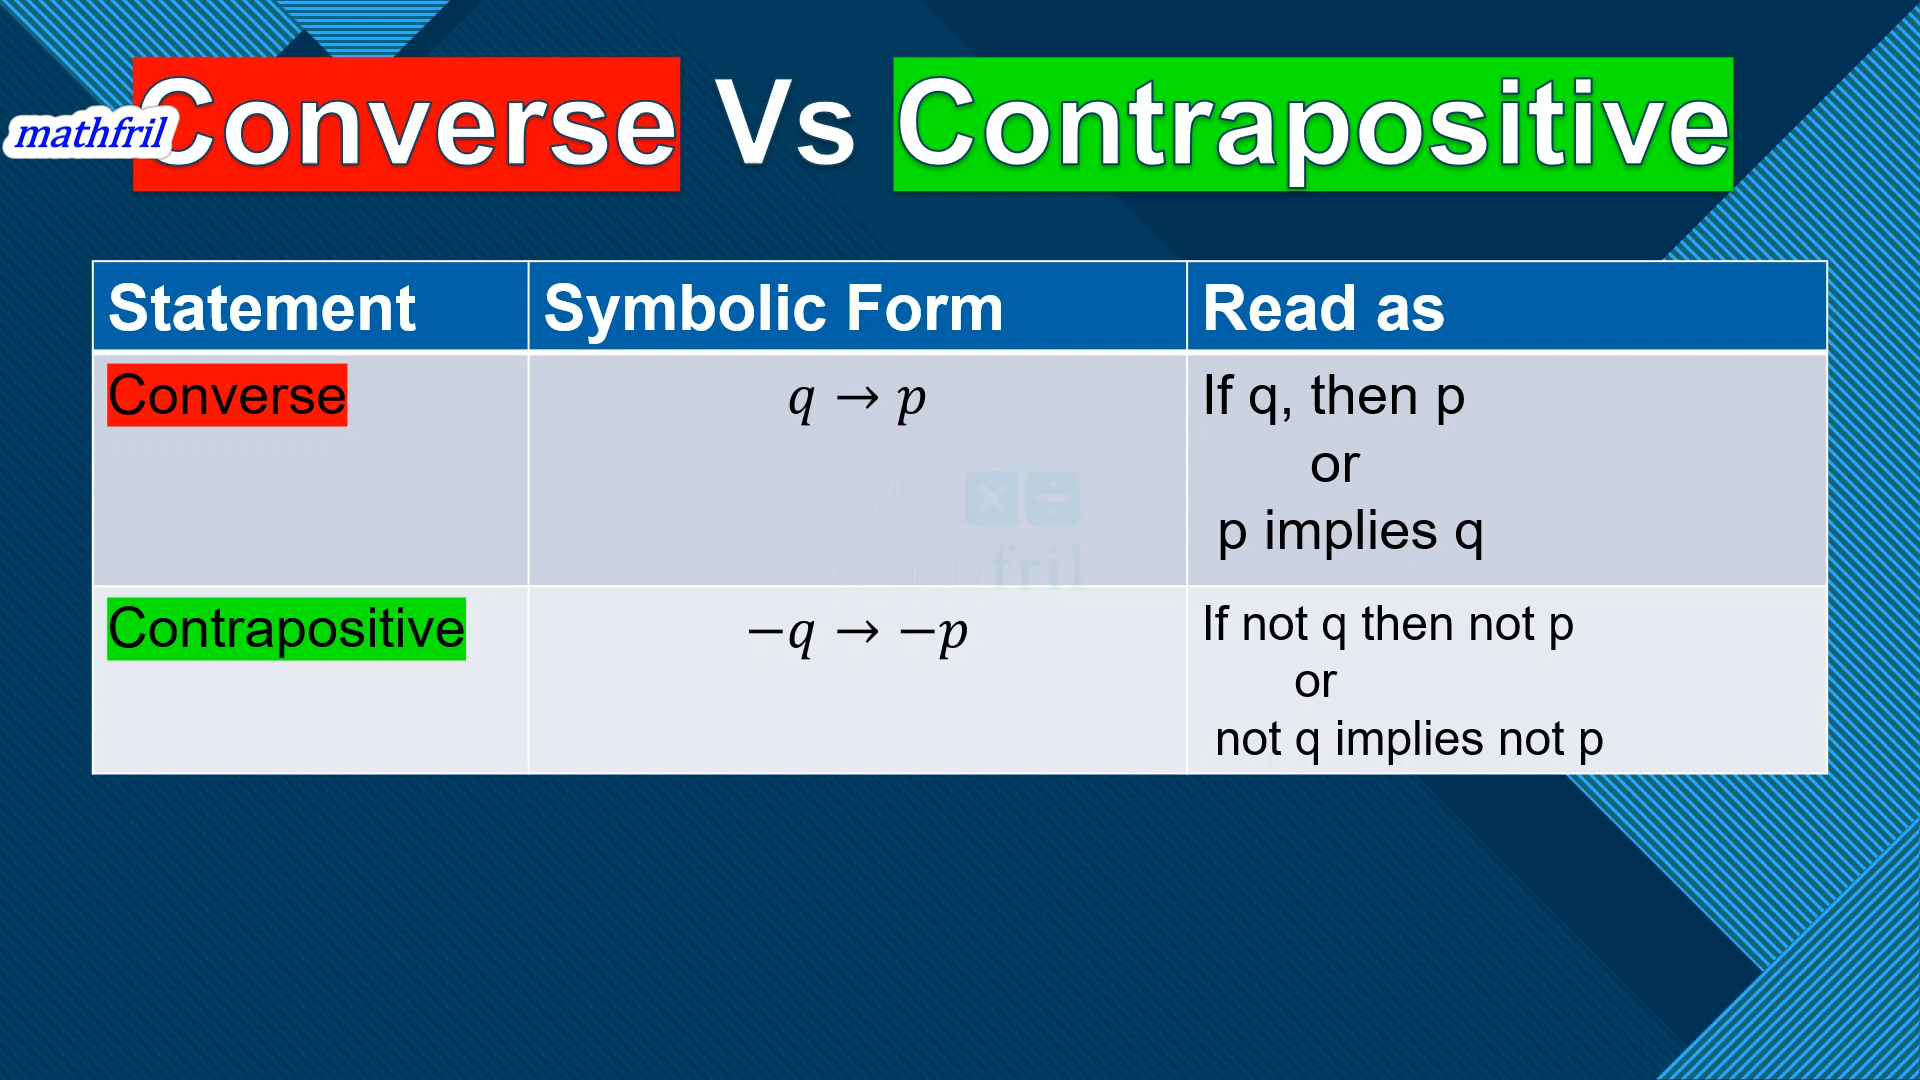 mathfril
Converse Vs Contrapositive
Statement Symbolic Form Read as
Converse q → p If q, then p
or
p implies q
Contrapositive −q → −p If not q then not p
or
not q implies not p
fril